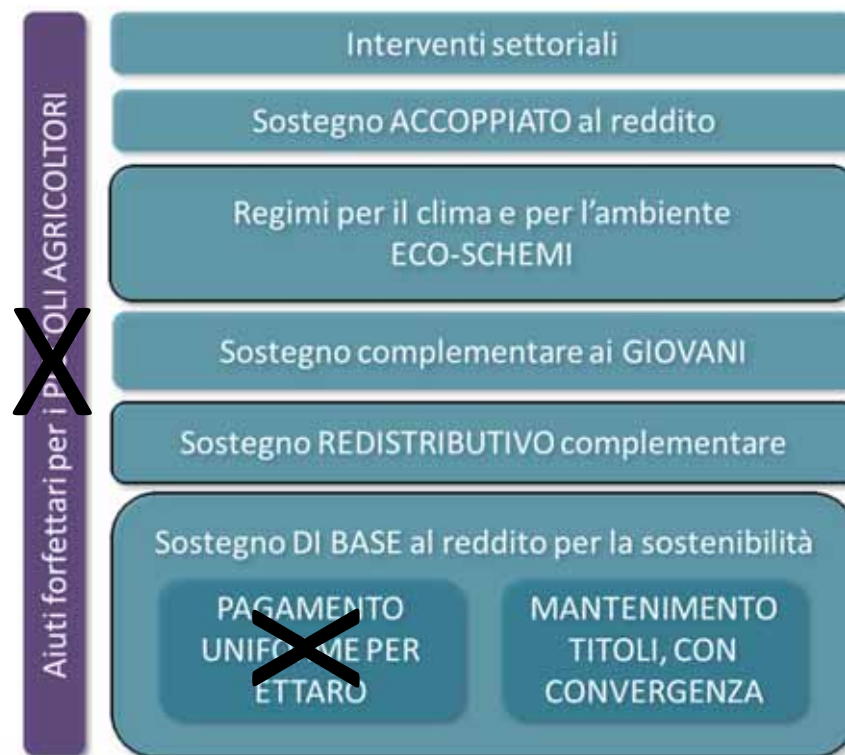 Aiuti forfettari per i PICCOLI AGRICOLTORI
Interventi settoriali
Sostegno ACCOPPIATO al reddito
Regimi per il clima e per l'ambiente
ECO-SCHEMI
Sostegno complementare ai GIOVANI
Sostegno REDISTRIBUTIVO complementare
Sostegno DI BASE al reddito per la sostenibilità
PAGAMENTO
UNIFORME PER
ETTARO
MANTENIMENTO
TITOLI, CON
CONVERGENZA